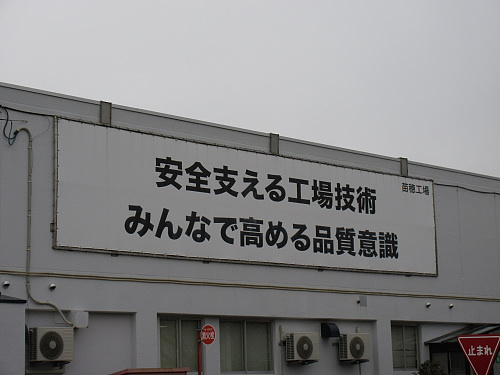 安全支える工場技術
苗穂工場
みんなで高める品質意識
止まれ